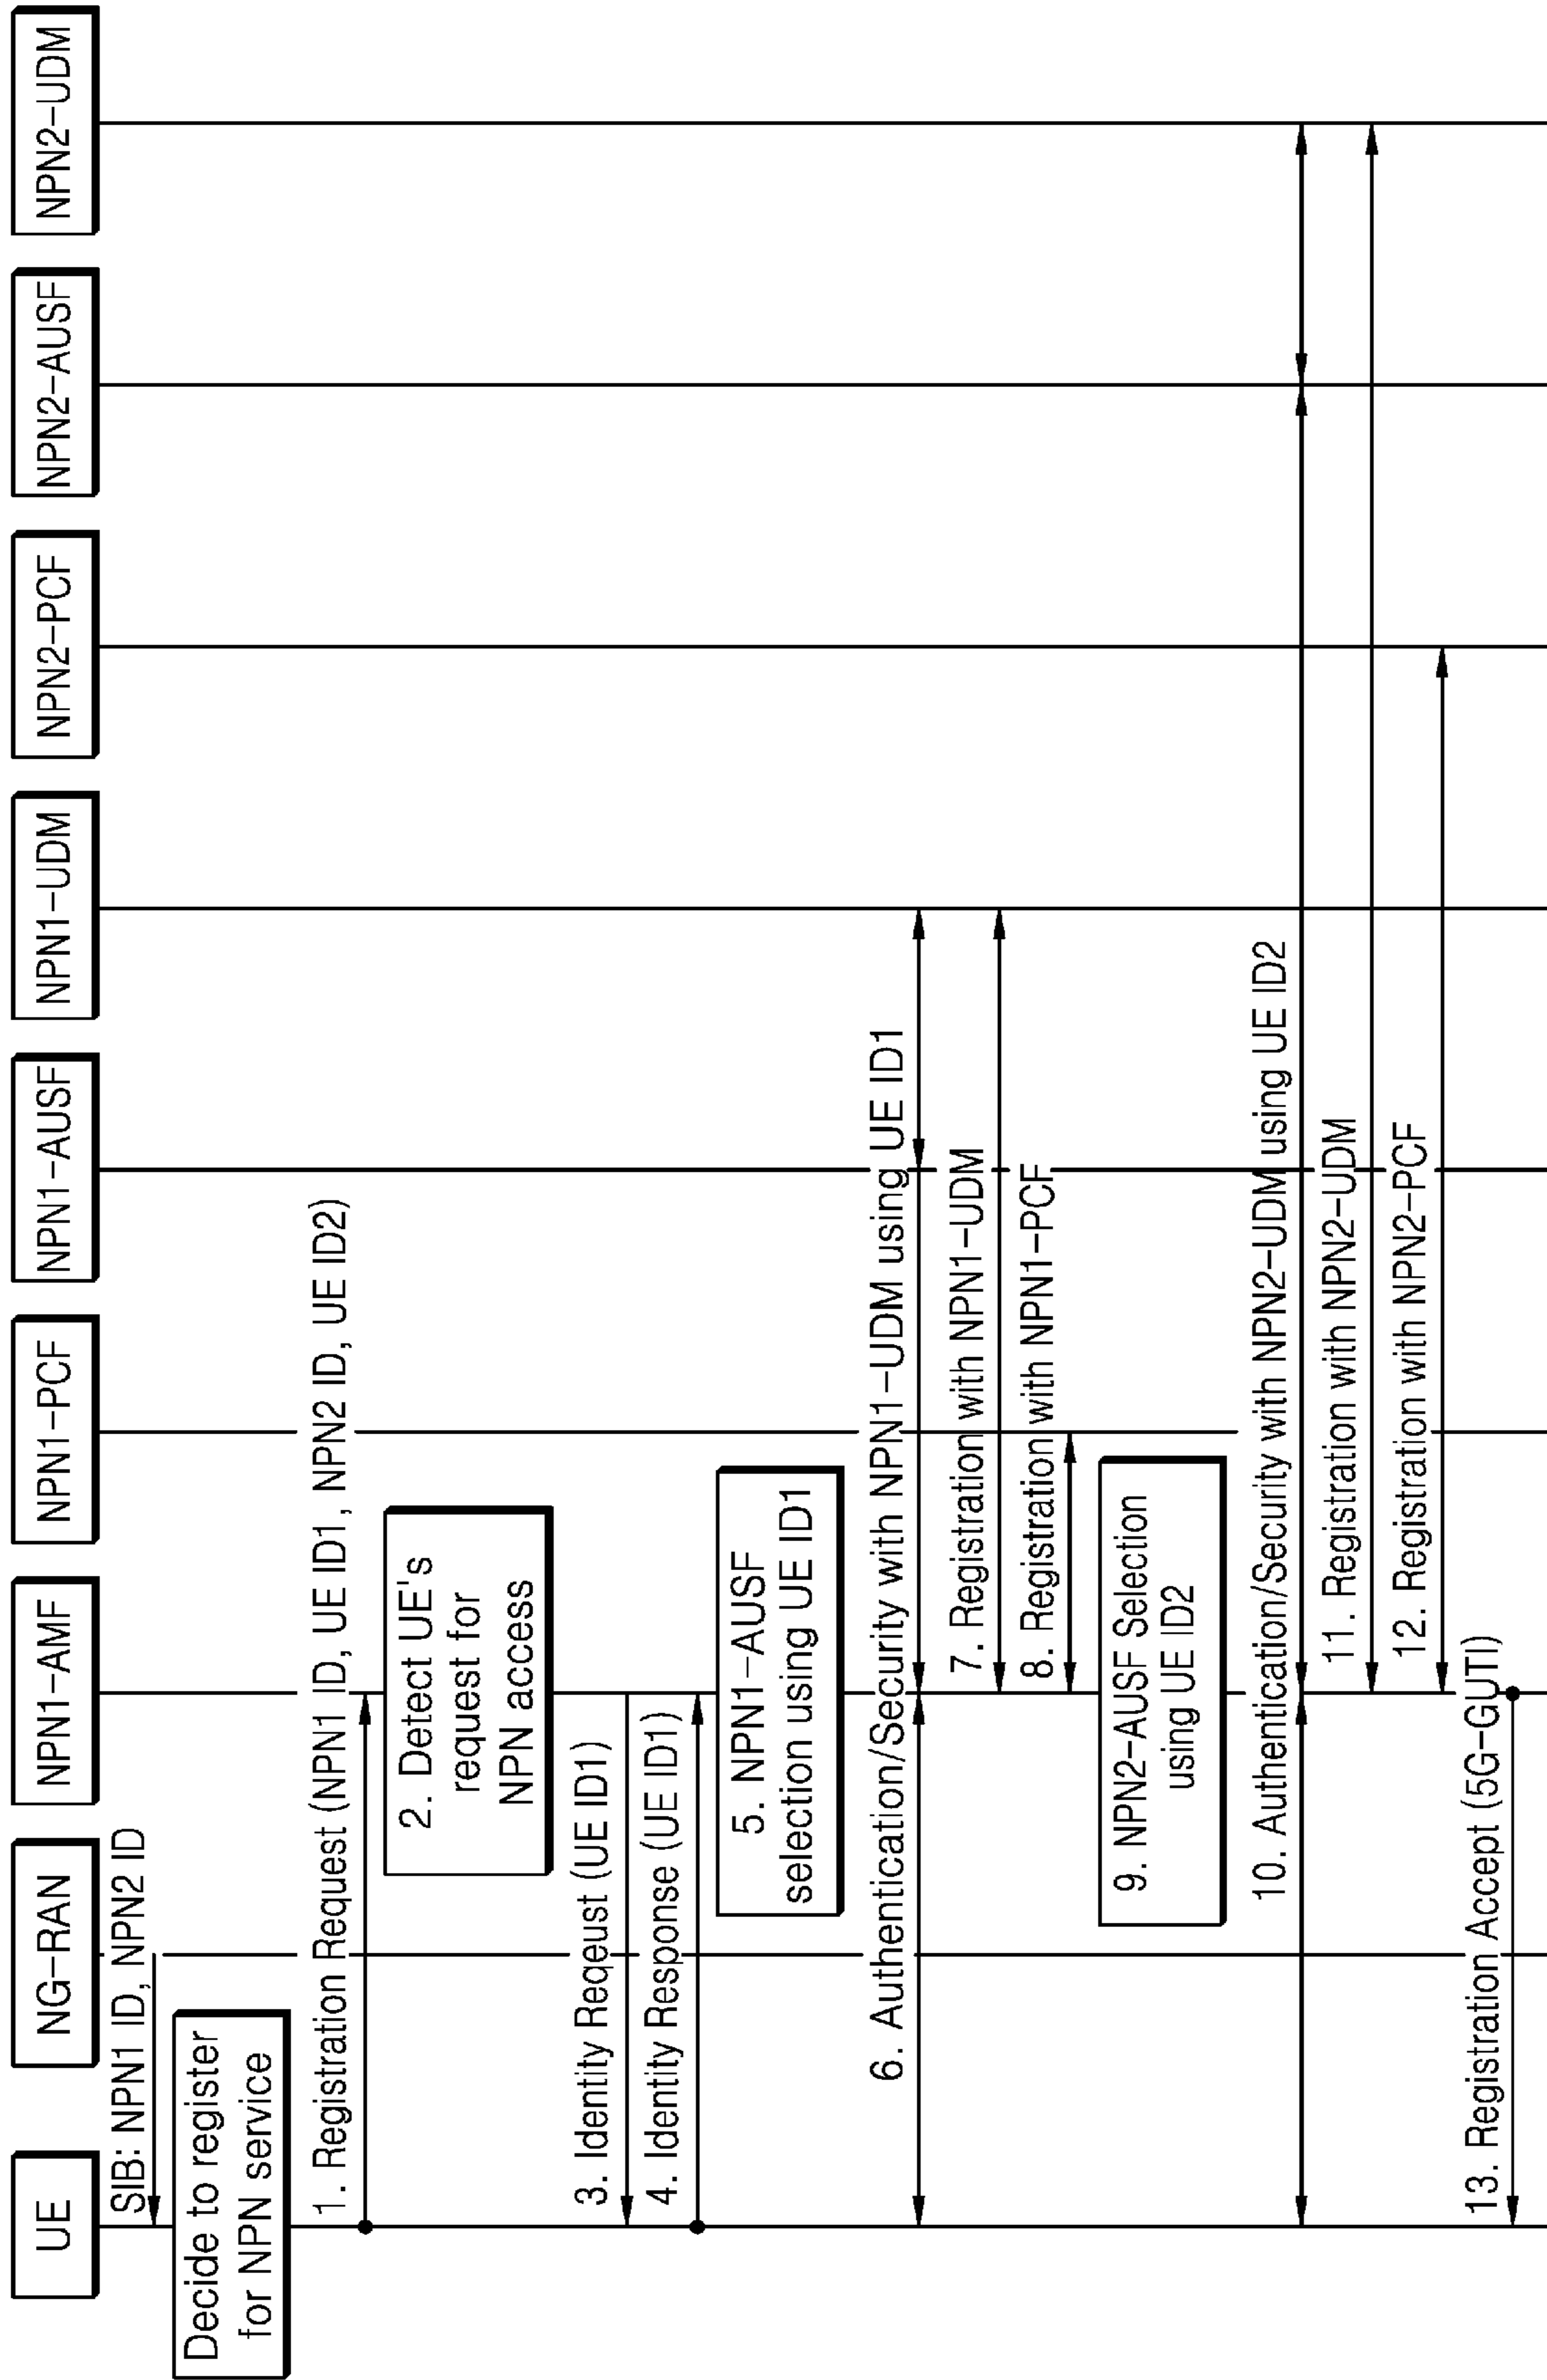 UE
NG-RAN
NPN1-AMF
NPN1-PCF
NPN1-AUSF
NPN1-UDM
NPN2-PCF
NPN2-AUSF
NPN2-UDM
SIB: NPN1 ID, NPN2 ID
Decide to register
for NPN service
1. Registration Request (NPN1 ID, UE ID1, NPN2 ID, UE ID2)
2. Detect UE's
request for
NPN access
3. Identity Reqeust (UE ID1)
4. Identity Response (UE ID1)
5. NPN1-AUSF
selection using UE ID1
6. Authentication/Security with NPN1-UDM using UE ID1
7. Registration with NPN1-UDM
8. Registration with NPN1-PCF
9. NPN2-AUSF Selection
using UE ID2
10. Authentication/Security with NPN2-UDM using UE ID2
11. Registration with NPN2-UDM
12. Registration with NPN2-PCF
13. Registration Accept (5G-GUTI)